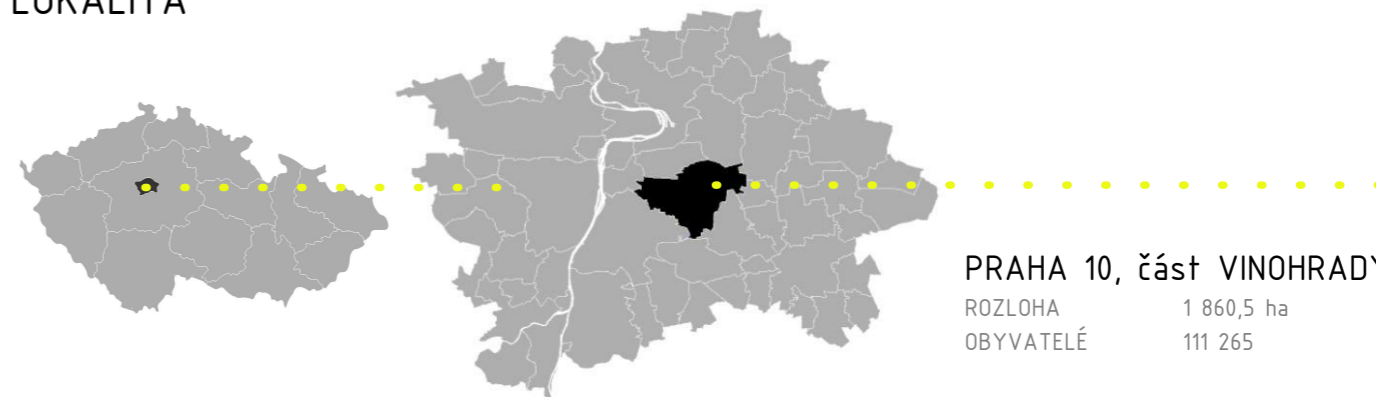 LOKALITA
PRAHA 10, část VINOHRADY
ROZLOHA 1 860,5 ha
OBYVATELÉ 111 265